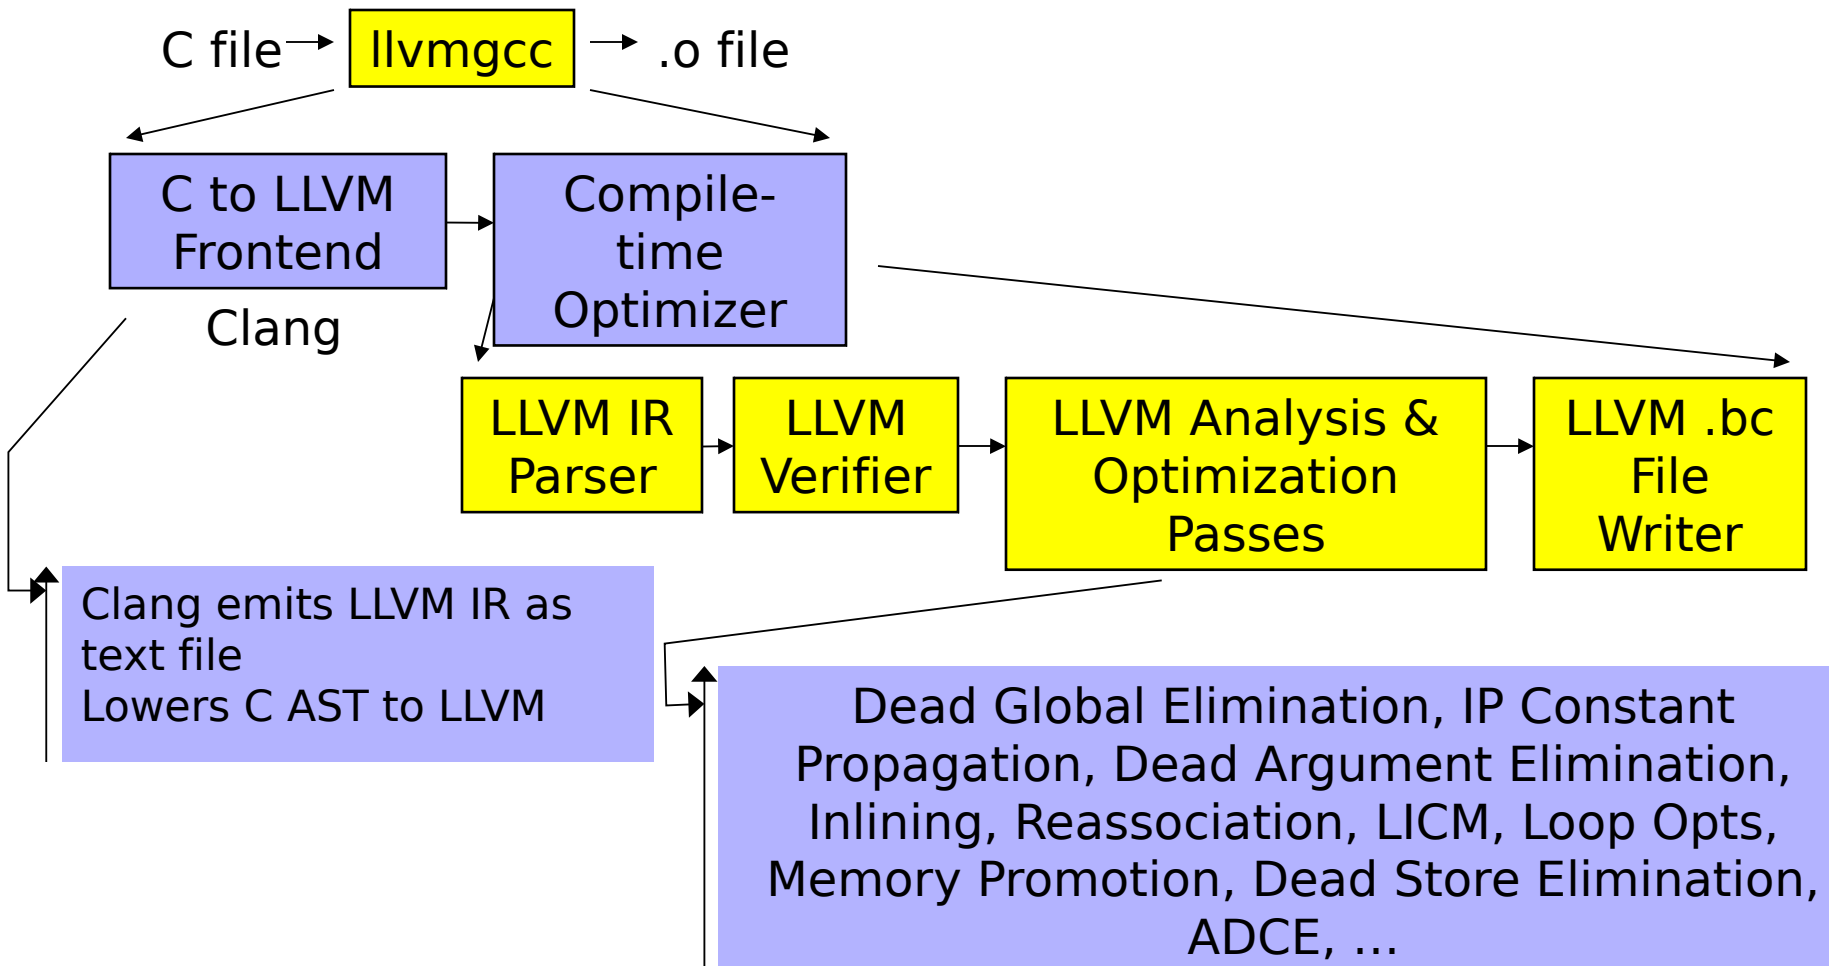 C file
llvmgcc
.o file
C to LLVM
Frontend
Compile-
time
Optimizer
Clang
LLVM IR
Parser
LLVM
Verifier
LLVM Analysis &
Optimization
Passes
LLVM .bc
File
Writer
Clang emits LLVM IR as
text file
Lowers C AST to LLVM
Dead Global Elimination, IP Constant
Propagation, Dead Argument Elimination,
Inlining, Reassociation, LICM, Loop Opts,
Memory Promotion, Dead Store Elimination,
ADCE, ...